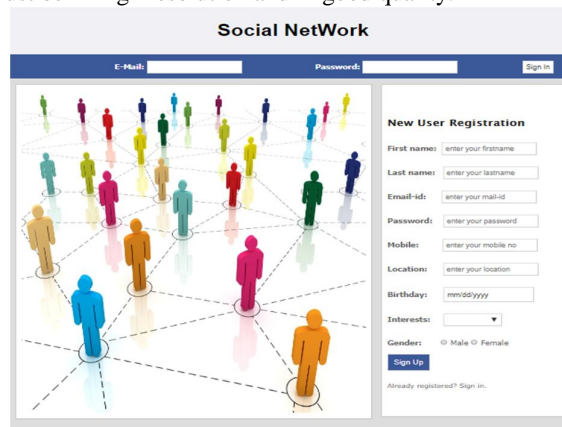 Social NetWork
E-Mail: Password: Sign In
New User Registration
First name: enter your firstname
Last name: enter your lastname
Email-id: enter your mail-id
Password: enter your password
Mobile: enter your mobile no
Location: enter your location
Birthday: mm/dd/yyyy
Interests:
Gender: Male Female
Sign Up
Already registered? Sign in.